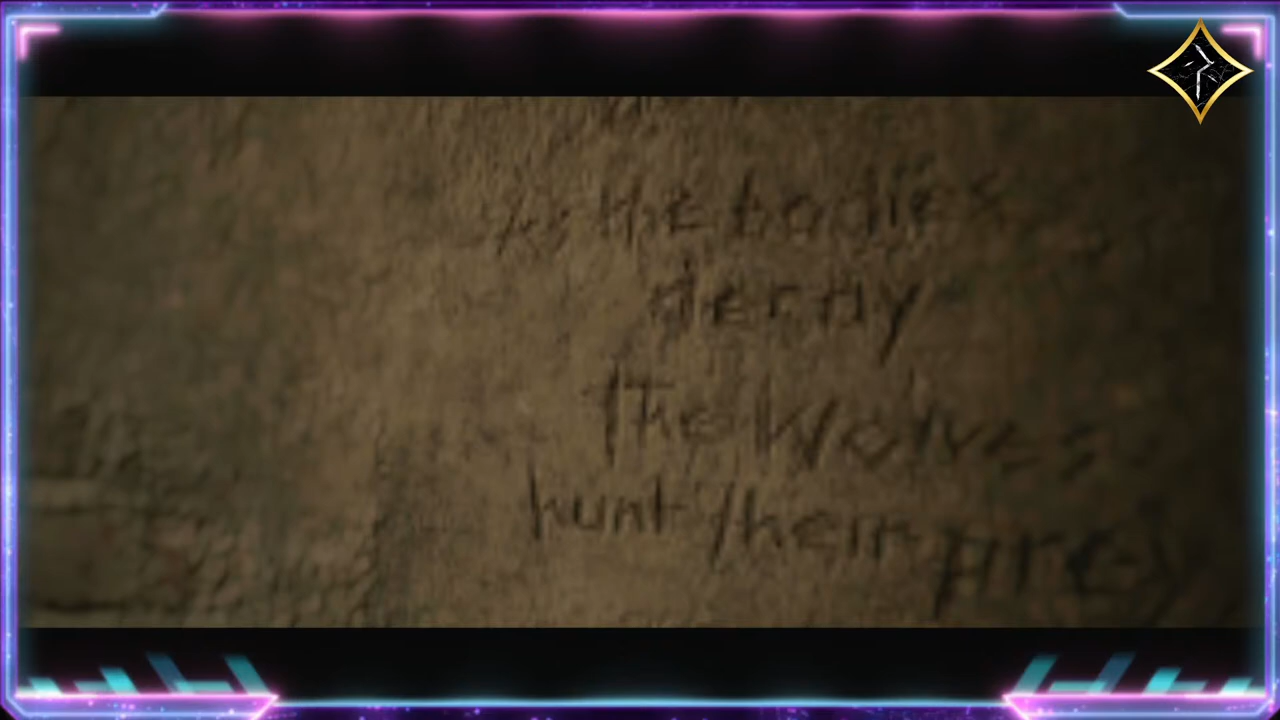 As the bodies
decay
The Wolves
hunt their prey